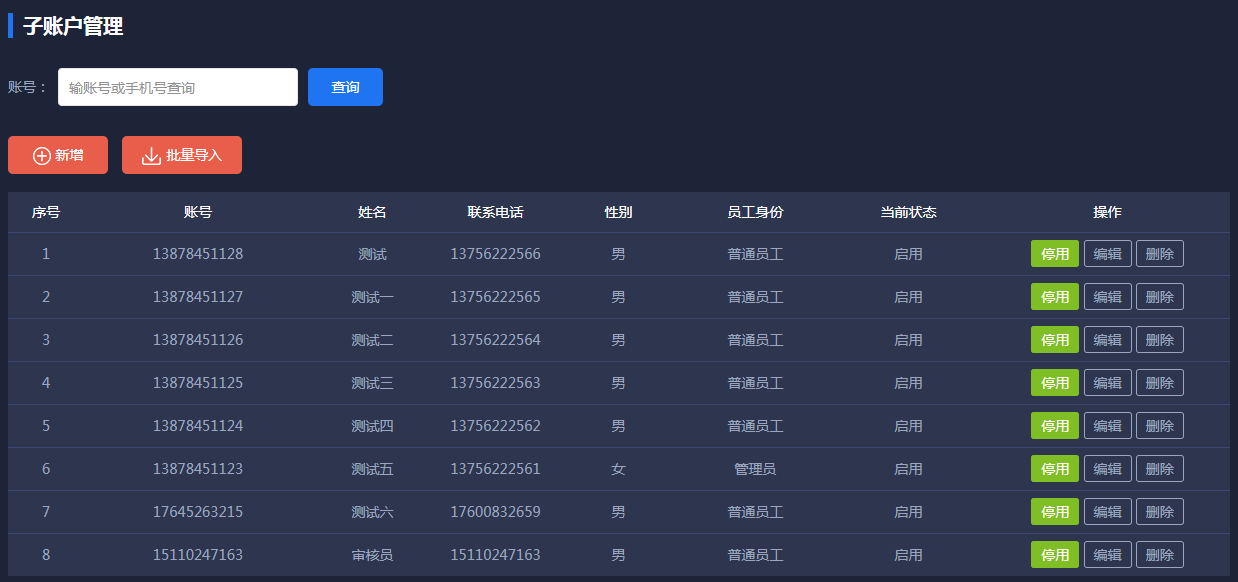 子账户管理
账号： 输账号或手机号查询 查询
新增 批量导入
序号 账号 姓名 联系电话 性别 员工身份 当前状态 操作
1 13878451128 测试 13756222566 男 普通员工 启用 停用 编辑 删除
2 13878451127 测试一 13756222565 男 普通员工 启用 停用 编辑 删除
3 13878451126 测试二 13756222564 男 普通员工 启用 停用 编辑 删除
4 13878451125 测试三 13756222563 男 普通员工 启用 停用 编辑 删除
5 13878451124 测试四 13756222562 男 普通员工 启用 停用 编辑 删除
6 13878451123 测试五 13756222561 女 管理员 启用 停用 编辑 删除
7 17645263215 测试六 17600832659 男 普通员工 启用 停用 编辑 删除
8 15110247163 审核员 15110247163 男 普通员工 启用 停用 编辑 删除